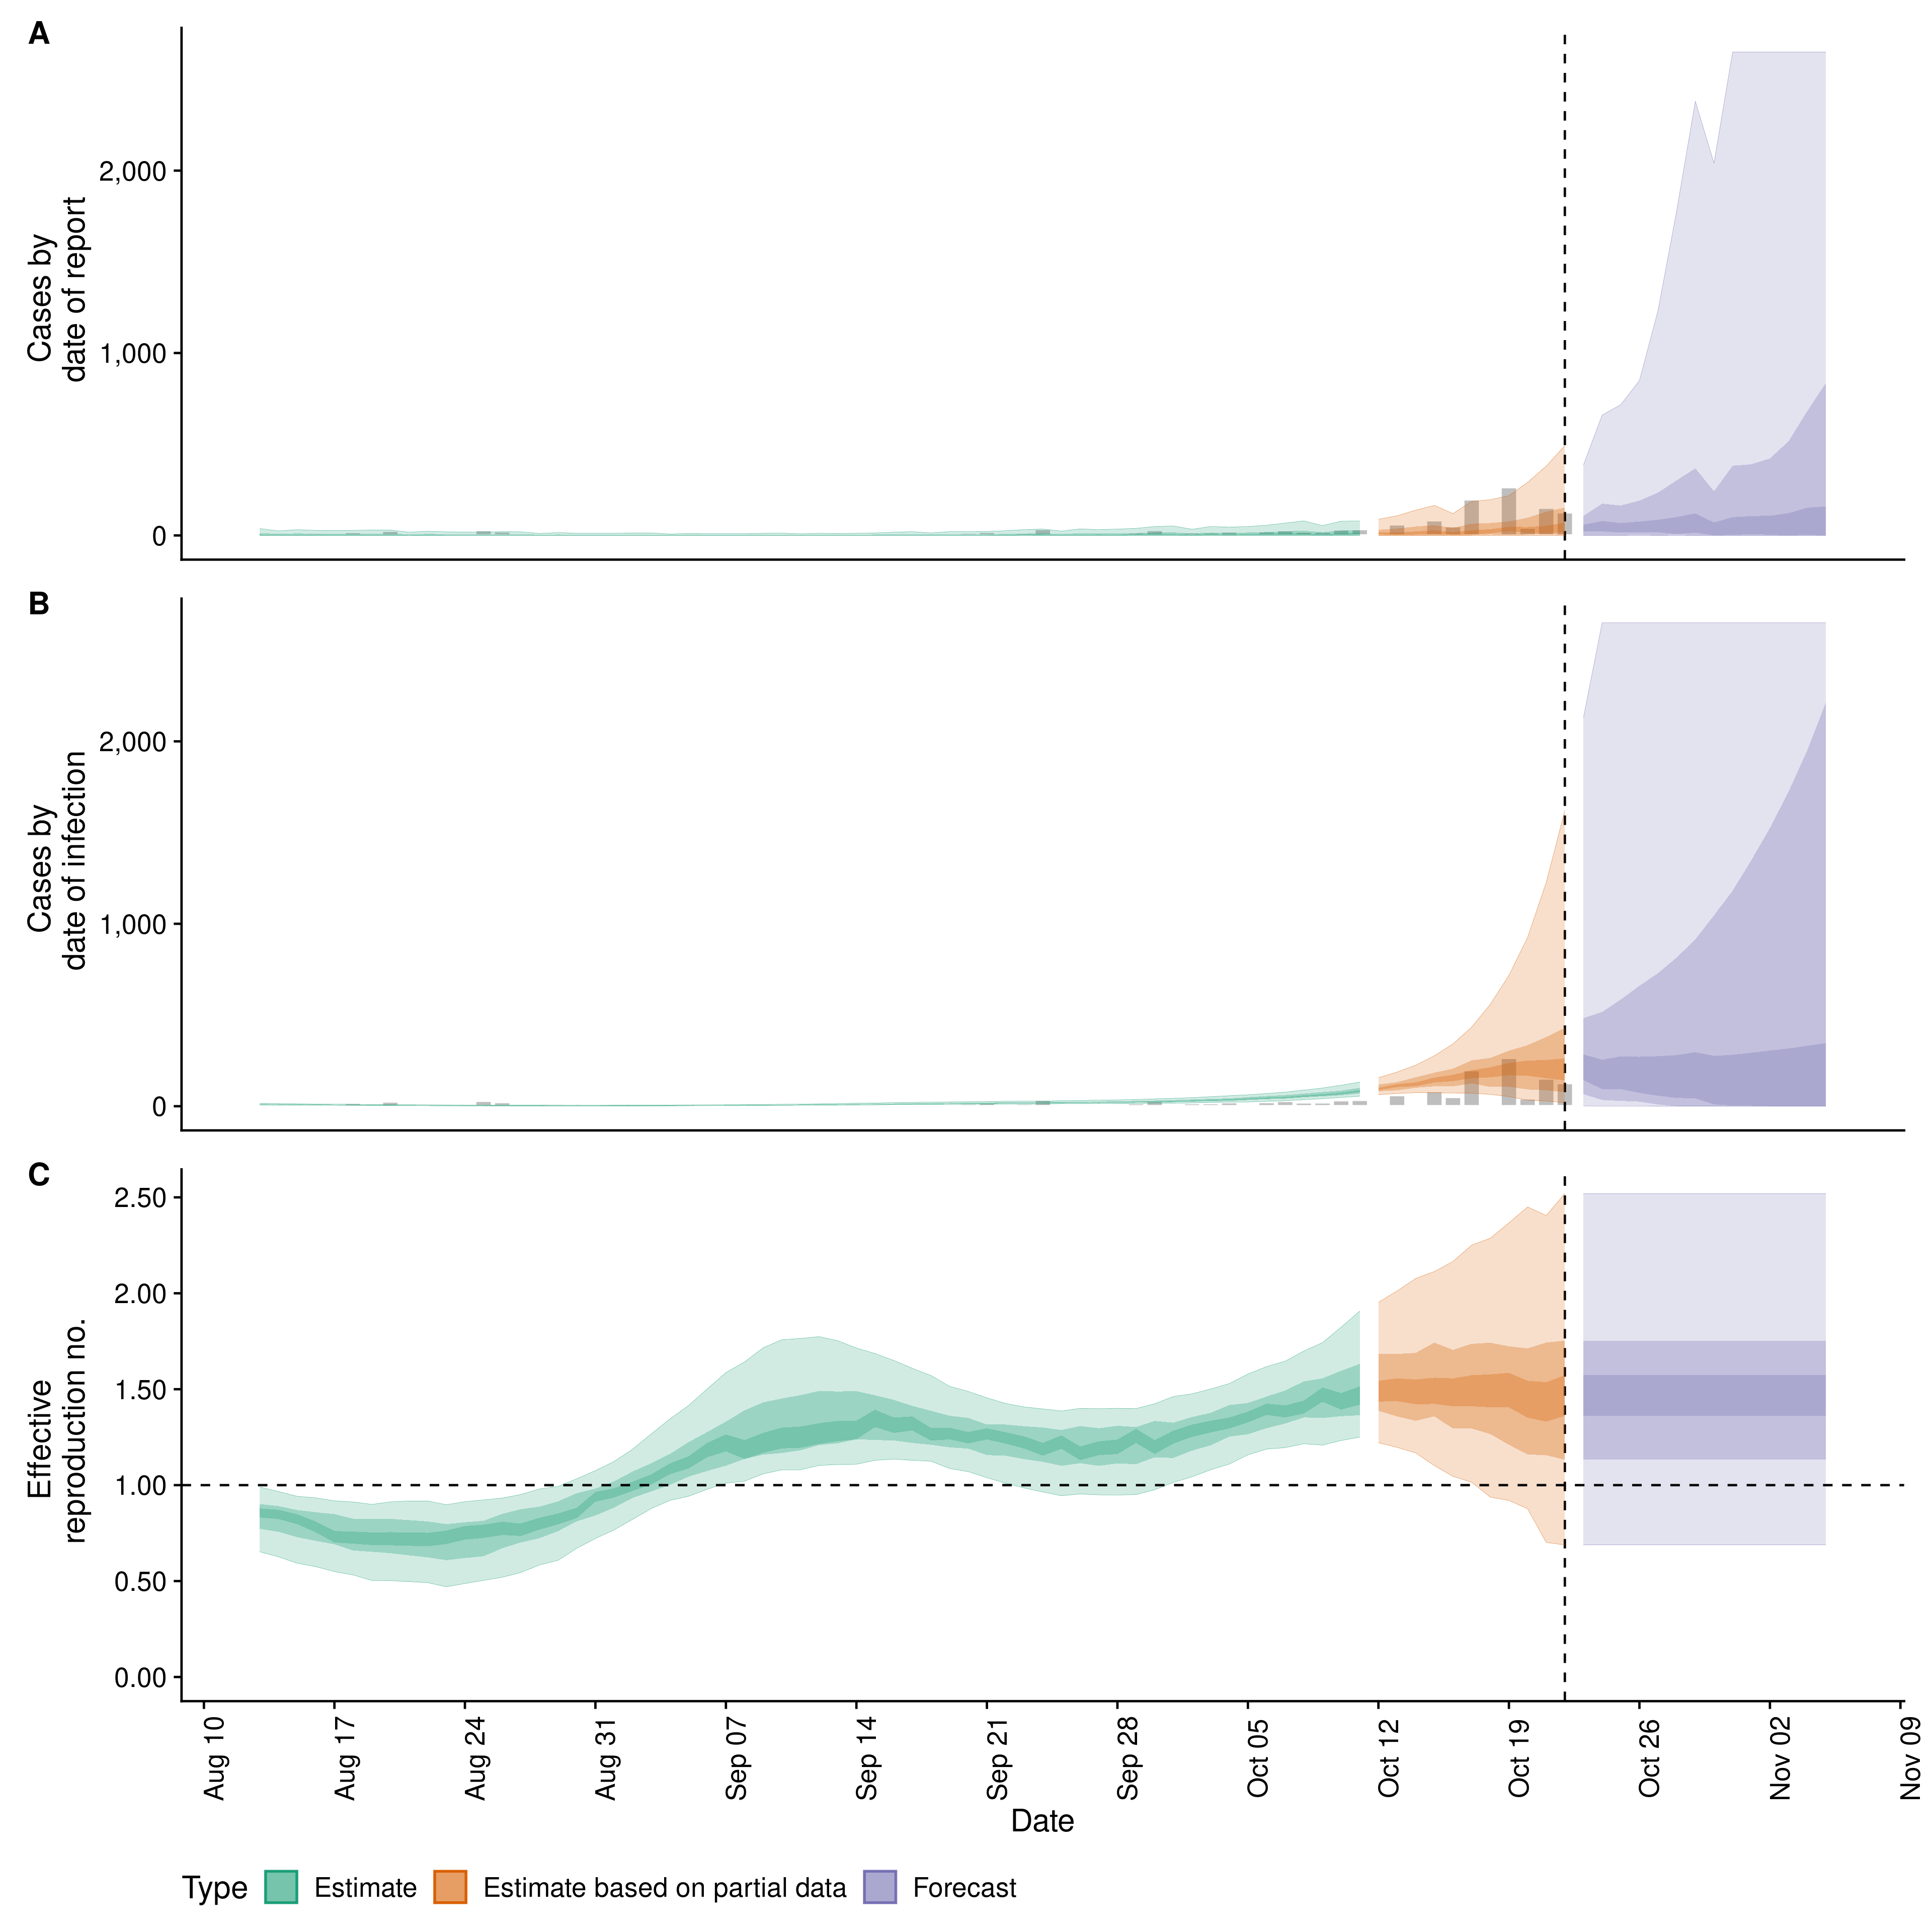 A
Cases by
date of report
2,000
1,000
0
B
Cases by
date of infection
2,000
1,000
0
C
Effective
reproduction no.
2.50
2.00
1.50
1.00
0.50
0.00
Aug 10
Aug 17
Aug 24
Aug 31
Sep 07
Sep 14
Sep 21
Sep 28
Oct 05
Oct 12
Oct 19
Oct 26
Nov 02
Nov 09
Date
Type Estimate Estimate based on partial data Forecast